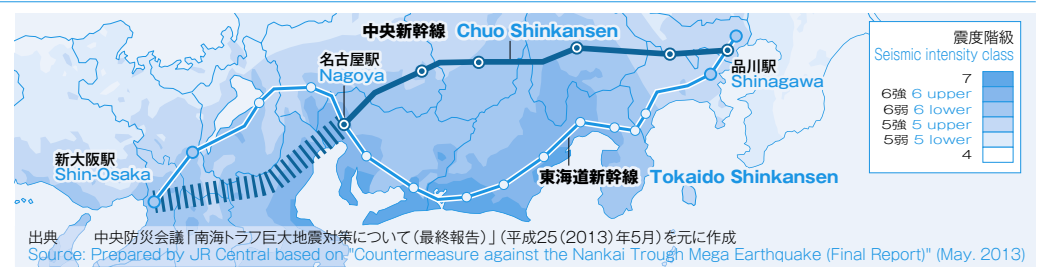 中央新幹線 Chuo Shinkansen
名古屋駅
Nagoya
品川駅
Shinagawa
新大阪駅
Shin-Osaka
東海道新幹線 Tokaido Shinkansen
震度階級
Seismic intensity class
7
6強 6 upper
6弱 6 lower
5強 5 upper
5弱 5 lower
4
出典 中央防災会議「南海トラフ巨大地震対策について(最終報告)」(平成25(2013)年5月)を元に作成
Source: Prepared by JR Central based on "Countermeasure against the Nankai Trough Mega Earthquake (Final Report)" (May. 2013)